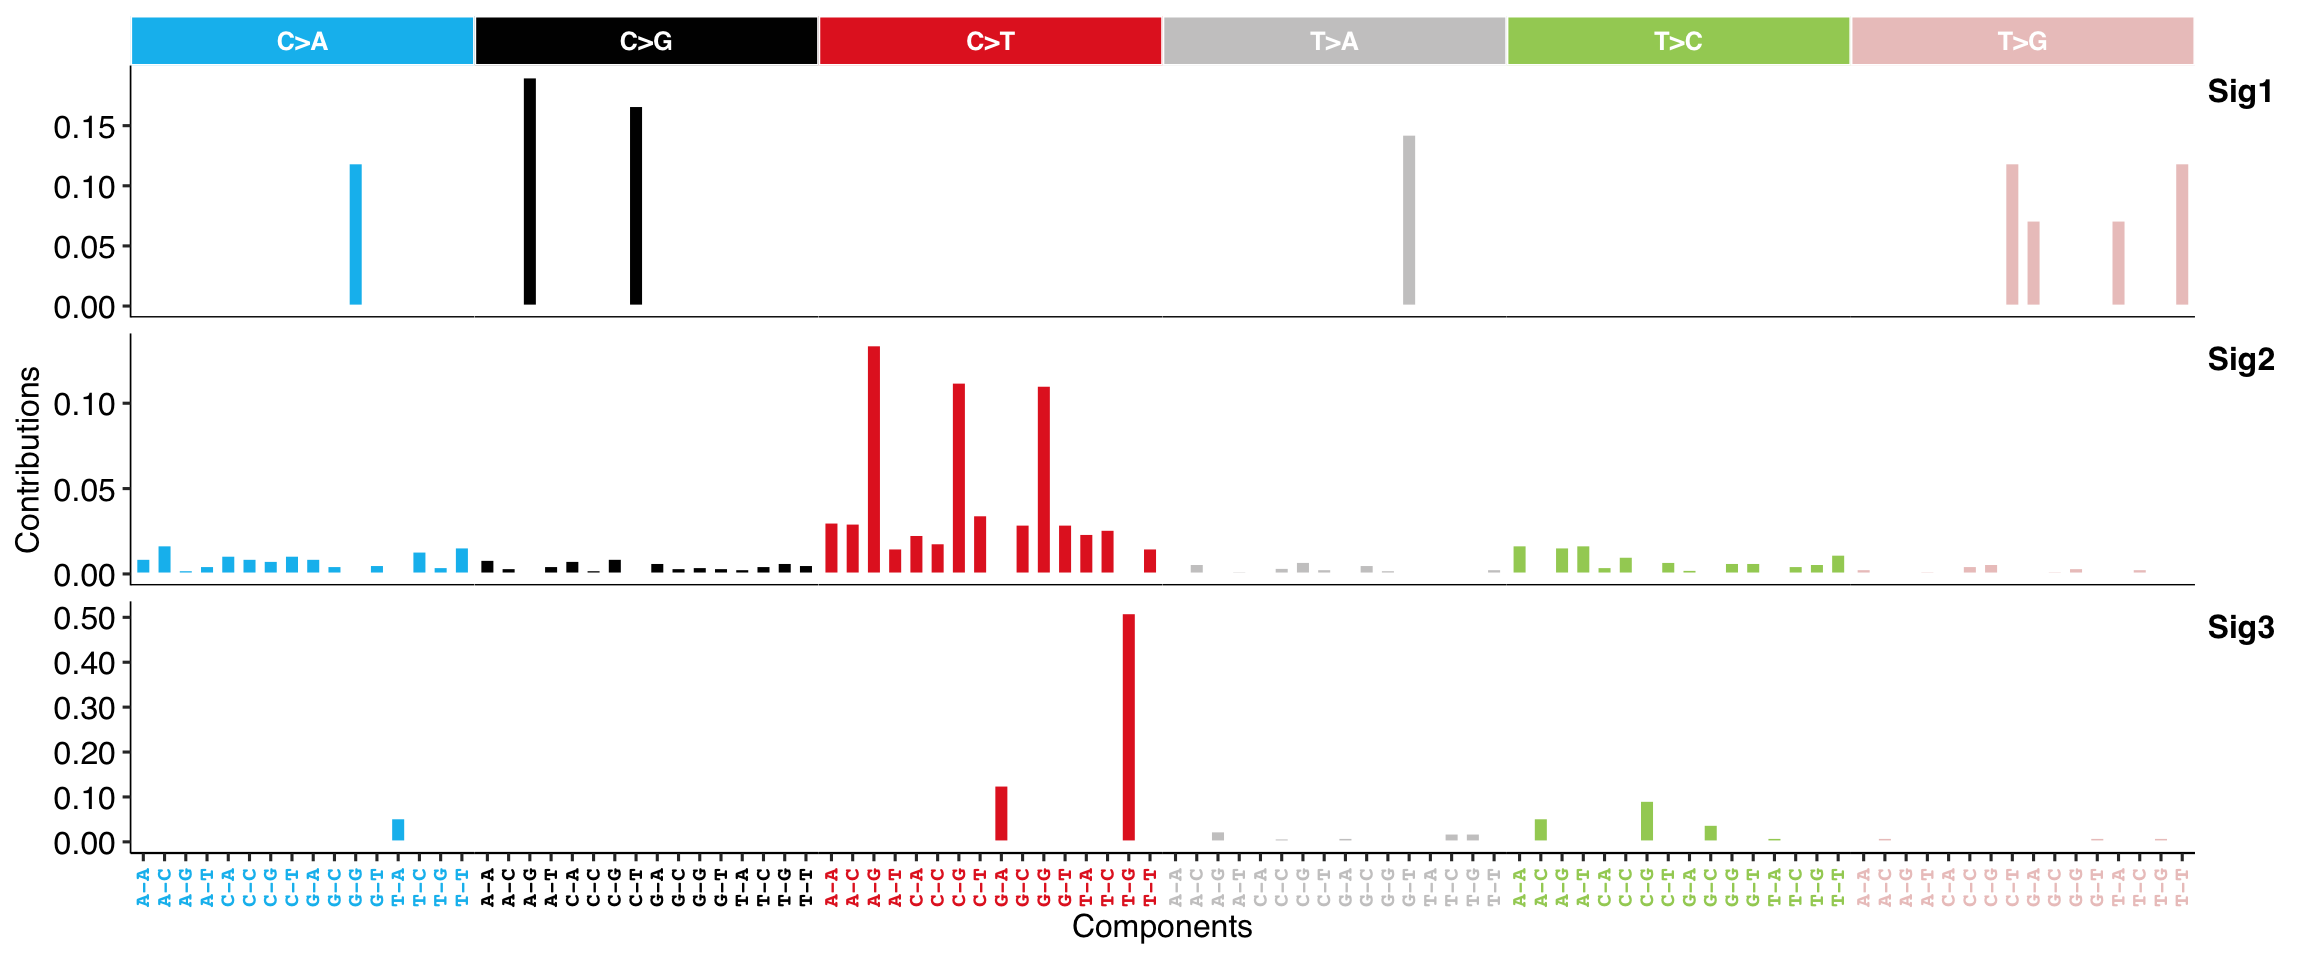 C>A C>G C>T T>A T>C T>G
Sig1
0.15
0.10
0.05
0.00
Sig2
0.10
0.05
0.00
Sig3
0.50
0.40
0.30
0.20
0.10
0.00
Contributions
A-A A-C A-G A-T C-A C-C C-G C-T G-A G-C G-G G-T T-A T-C T-G T-T A-A A-C A-G A-T C-A C-C C-G C-T G-A G-C G-G G-T T-A T-C T-G T-T A-A A-C A-G A-T C-A C-C C-G C-T G-A G-C G-G G-T T-A T-C T-G T-T A-A A-C A-G A-T C-A C-C C-G C-T G-A G-C G-G G-T T-A T-C T-G T-T A-A A-C A-G A-T C-A C-C C-G C-T G-A G-C G-G G-T T-A T-C T-G T-T A-A A-C A-G A-T C-A C-C C-G C-T G-A G-C G-G G-T T-A T-C T-G T-T
Components